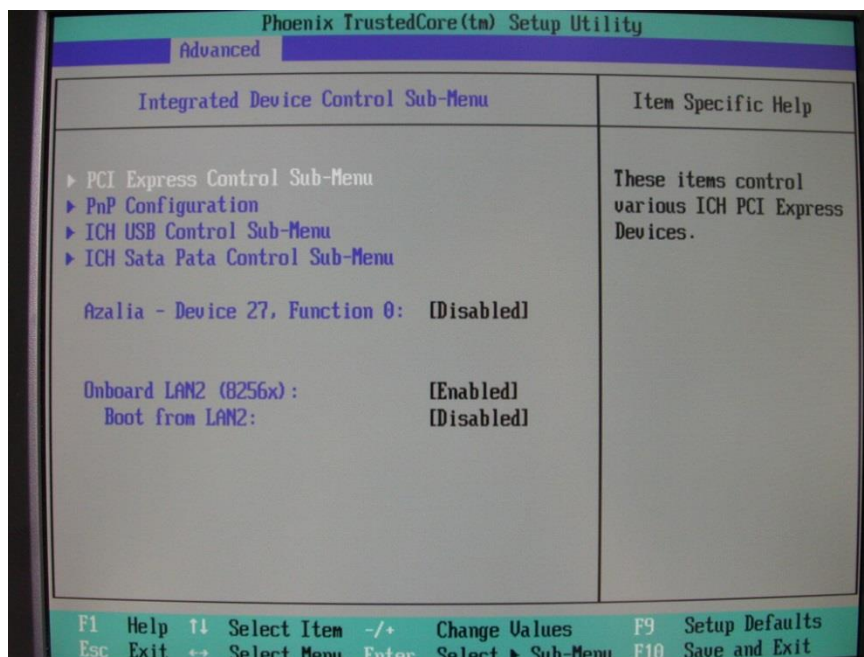 Phoenix TrustedCore(tm) Setup Utility
Advanced
Integrated Device Control Sub-Menu
Item Specific Help
▶ PCI Express Control Sub-Menu
▶ PnP Configuration
▶ ICH USB Control Sub-Menu
▶ ICH Sata Pata Control Sub-Menu
Azalia - Device 27, Function 0: [Disabled]
Onboard LAN2 (8256x): [Enabled]
Boot from LAN2: [Disabled]
These items control
various ICH PCI Express
Devices.
F1 Help ↑↓ Select Item -/+ Change Values F9 Setup Defaults
Esc Exit ↔ Select Menu Enter Select ▶ Sub-Menu F10 Save and Exit